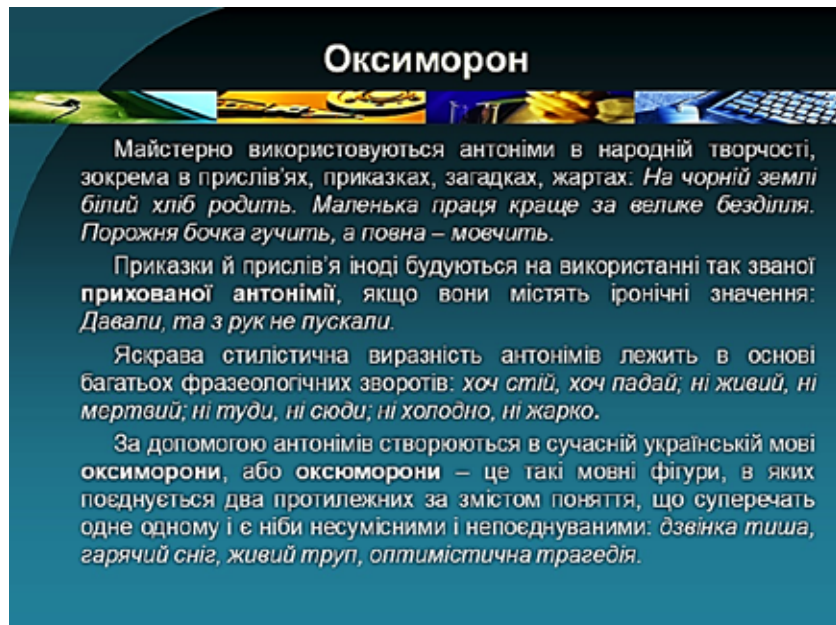 Оксиморон
Майстерно використовуються антоніми в народній творчості,
зокрема в прислів'ях, приказках, загадках, жартах: На чорній землі
білий хліб родить. Маленька праця краще за велике безділля.
Порожня бочка гучить, а повна – мовчить.
Приказки й прислів'я іноді будуються на використанні так званої
прихованої антонімії, якщо вони містять іронічні значення:
Давали, та з рук не пускали.
Яскрава стилістична виразність антонімів лежить в основі
багатьох фразеологічних зворотів: хоч стій, хоч падай; ні живий, ні
мертвий; ні туди, ні сюди; ні холодно, ні жарко.
За допомогою антонімів створюються в сучасній українській мові
оксиморони, або оксюморони – це такі мовні фігури, в яких
поєднується два протилежних за змістом поняття, що суперечать
одне одному і є ніби несумісними і непоєднуваними: дзвінка тиша,
гарячий сніг, живий труп, оптимістична трагедія.